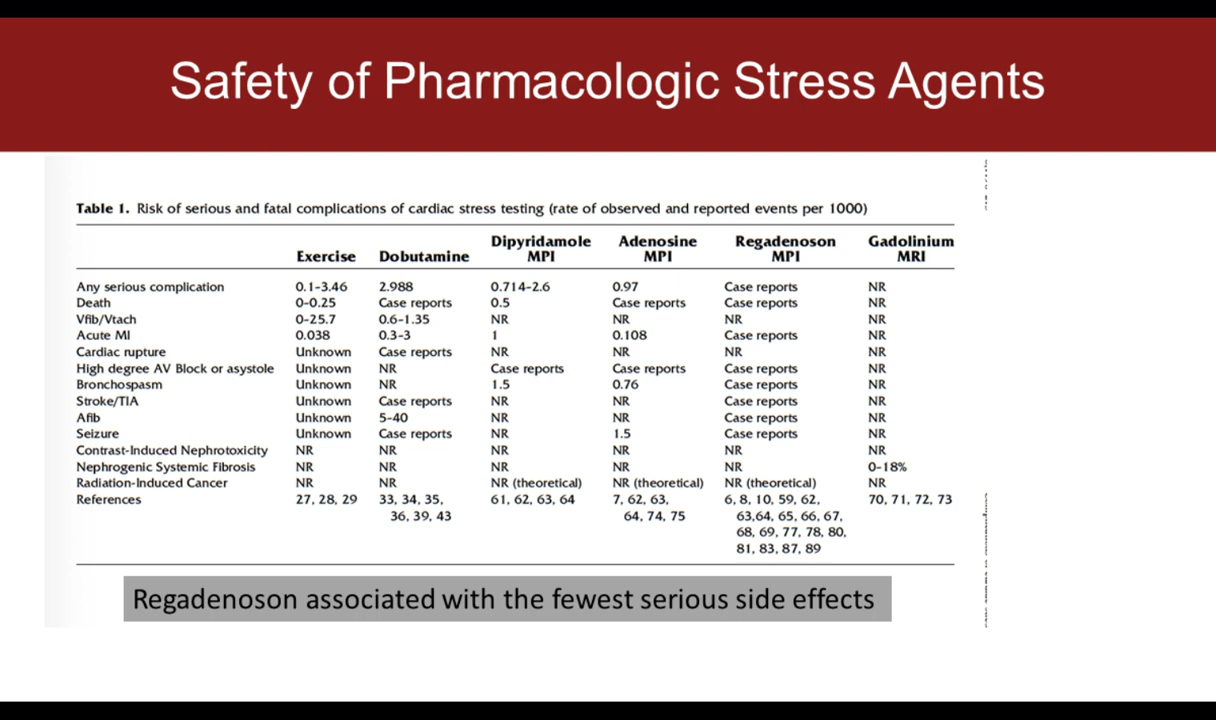 Safety of Pharmacologic Stress Agents
Table 1. Risk of serious and fatal complications of cardiac stress testing (rate of observed and reported events per 1000)
Exercise Dobutamine Dipyridamole MPI Adenosine MPI Regadenoson MPI Gadolinium MRI
Any serious complication 0.1-3.46 2.988 0.714-2.6 0.97 Case reports NR
Death 0-0.25 Case reports 0.5 Case reports Case reports NR
Vfib/Vtach 0-25.7 0.6-1.35 NR NR NR NR
Acute MI 0.038 0.3-3 1 0.108 Case reports NR
Cardiac rupture Unknown Case reports NR NR NR NR
High degree AV Block or asystole Unknown NR Case reports Case reports Case reports NR
Bronchospasm Unknown NR 1.5 0.76 Case reports NR
Stroke/TIA Unknown Case reports NR NR Case reports NR
Afib Unknown 5-40 NR NR Case reports NR
Seizure Unknown Case reports NR 1.5 Case reports NR
Contrast-Induced Nephrotoxicity NR NR NR NR NR NR
Nephrogenic Systemic Fibrosis NR NR NR NR NR 0-18%
Radiation-Induced Cancer NR NR NR (theoretical) NR (theoretical) NR (theoretical) NR
References 27, 28, 29 33, 34, 35, 61, 62, 63, 64 7, 62, 63, 6, 8, 10, 59, 62, 70, 71, 72, 73
36, 39, 43 64, 74, 75 63,64, 65, 66, 67,
68, 69, 77, 78, 80,
81, 83, 87, 89
Regadenoson associated with the fewest serious side effects